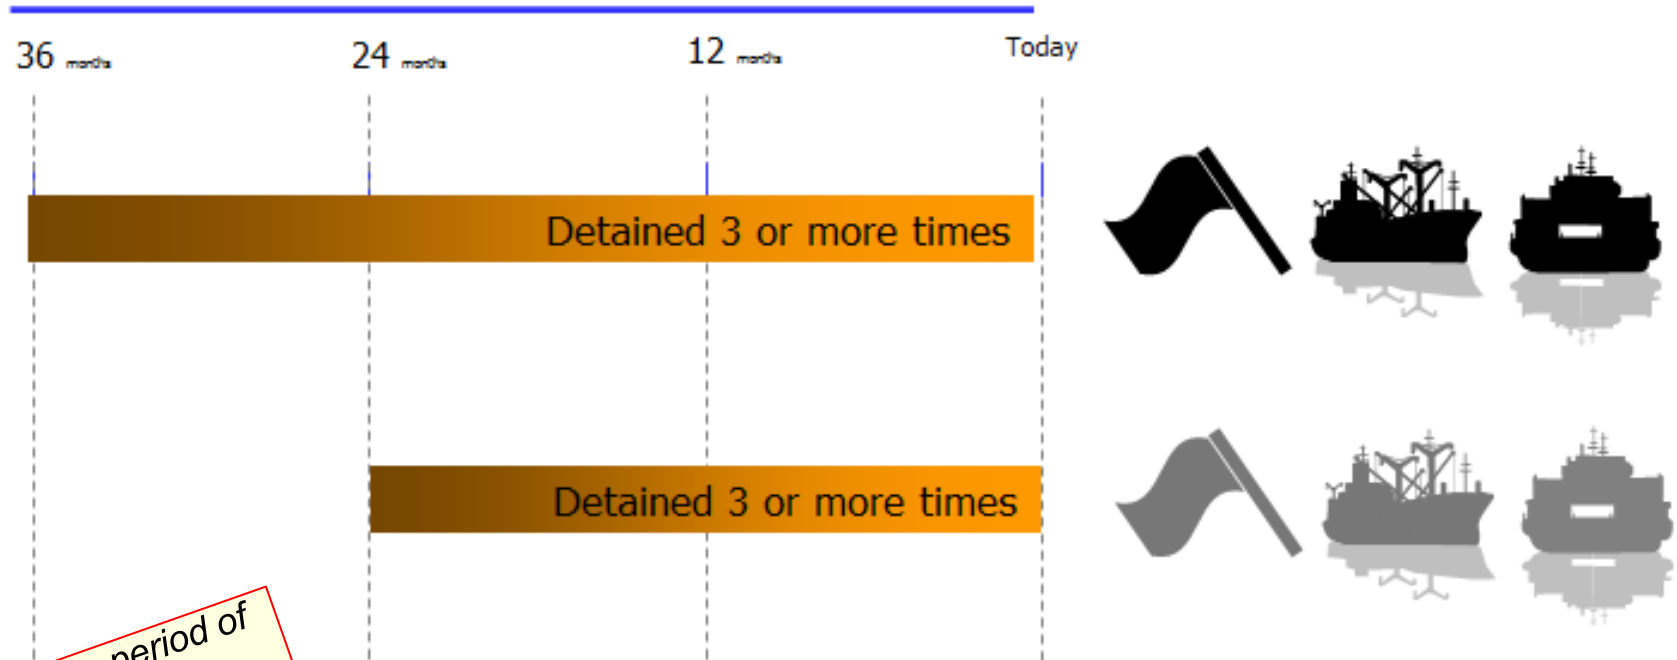 36 months 24 months 12 months Today
Detained 3 or more times
Detained 3 or more times
period of